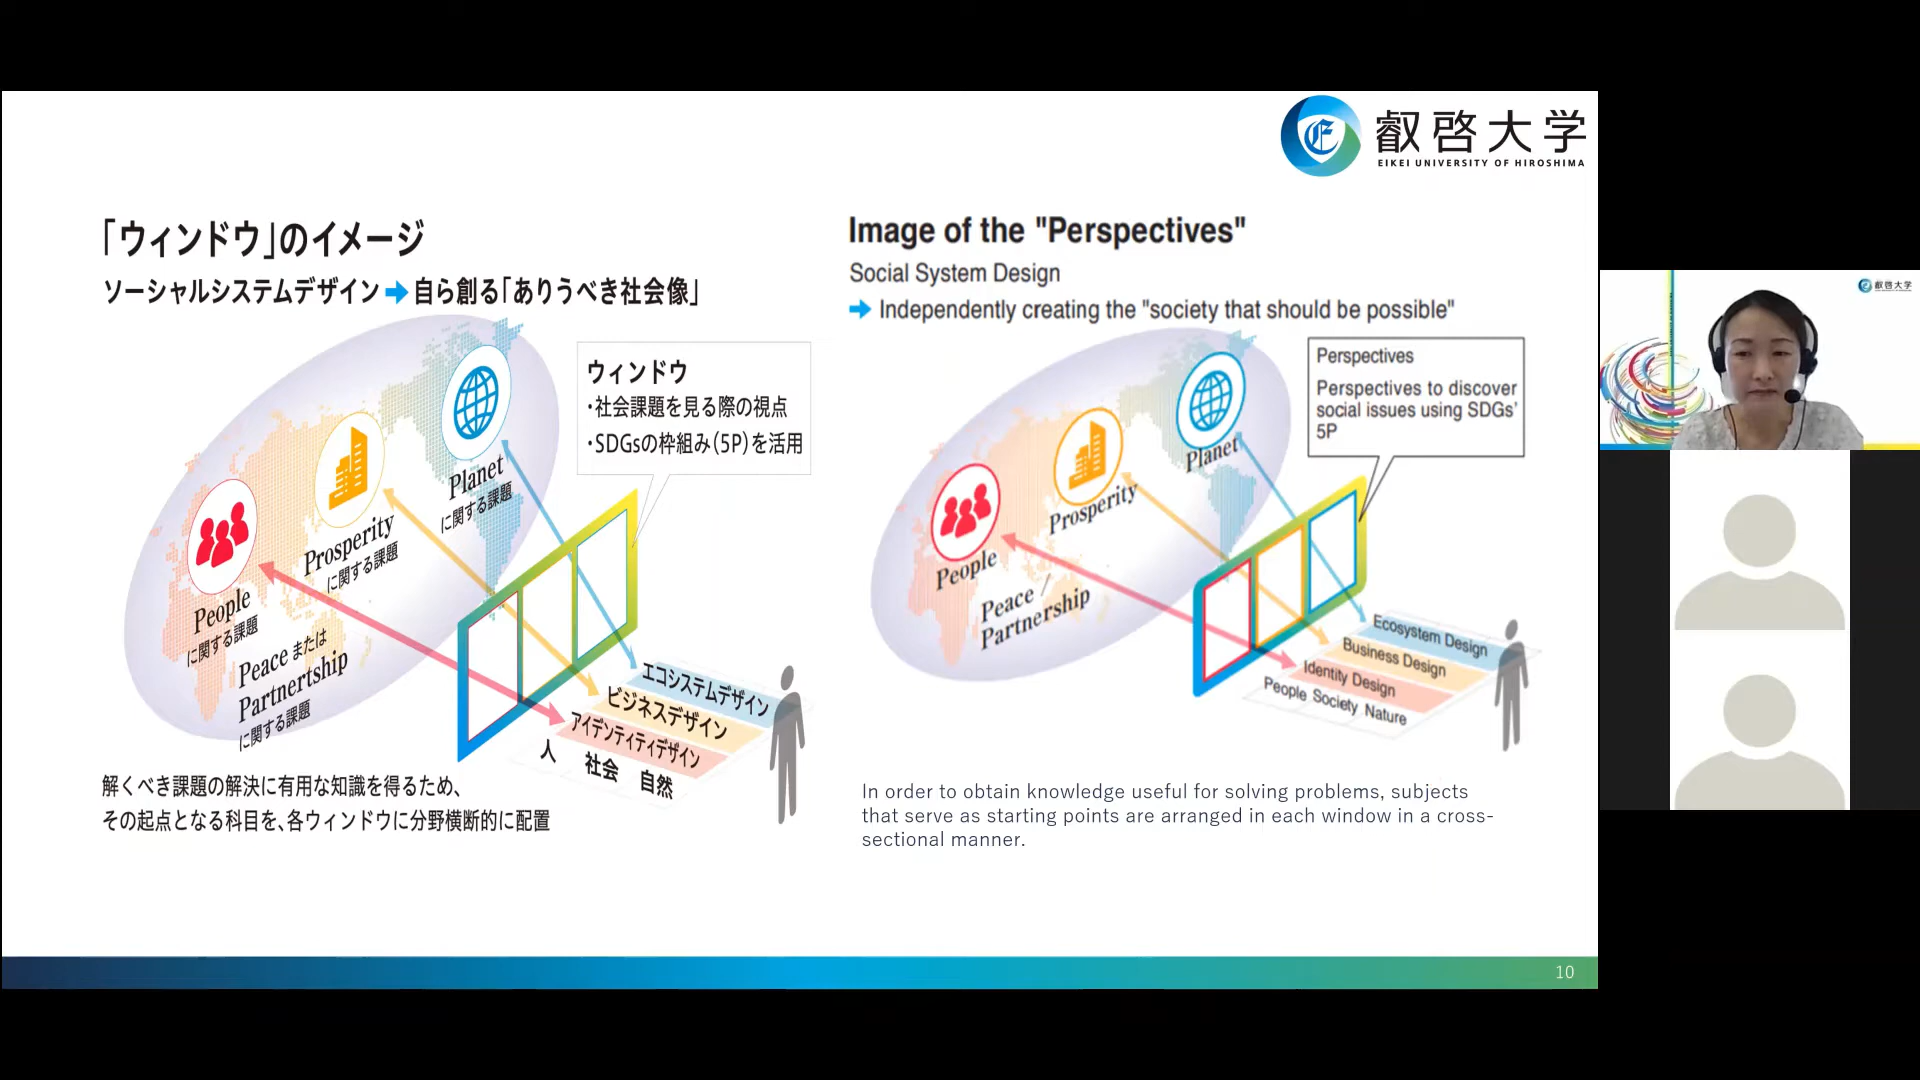 叡啓大学
EIKEI UNIVERSITY OF HIROSHIMA
「ウィンドウ」のイメージ
ソーシャルシステムデザイン➡自ら創る「ありうべき社会像」
ウィンドウ
・社会課題を見る際の視点
・SDGsの枠組み(5P)を活用
Planet
に関する課題
Prosperity
に関する課題
People
に関する課題
Peace または
Partnertship
に関する課題
エコシステムデザイン
ビジネスデザイン
アイデンティティデザイン
人 社会 自然
解くべき課題の解決に有用な知識を得るため、
その起点となる科目を、各ウィンドウに分野横断的に配置
Image of the "Perspectives"
Social System Design
➡ Independently creating the "society that should be possible"
Perspectives
Perspectives to discover
social issues using SDGs'
5P
Planet
Prosperity
People
Peace /
Partnership
Ecosystem Design
Business Design
Identity Design
People Society Nature
In order to obtain knowledge useful for solving problems, subjects
that serve as starting points are arranged in each window in a cross-
sectional manner.
10
叡啓大学